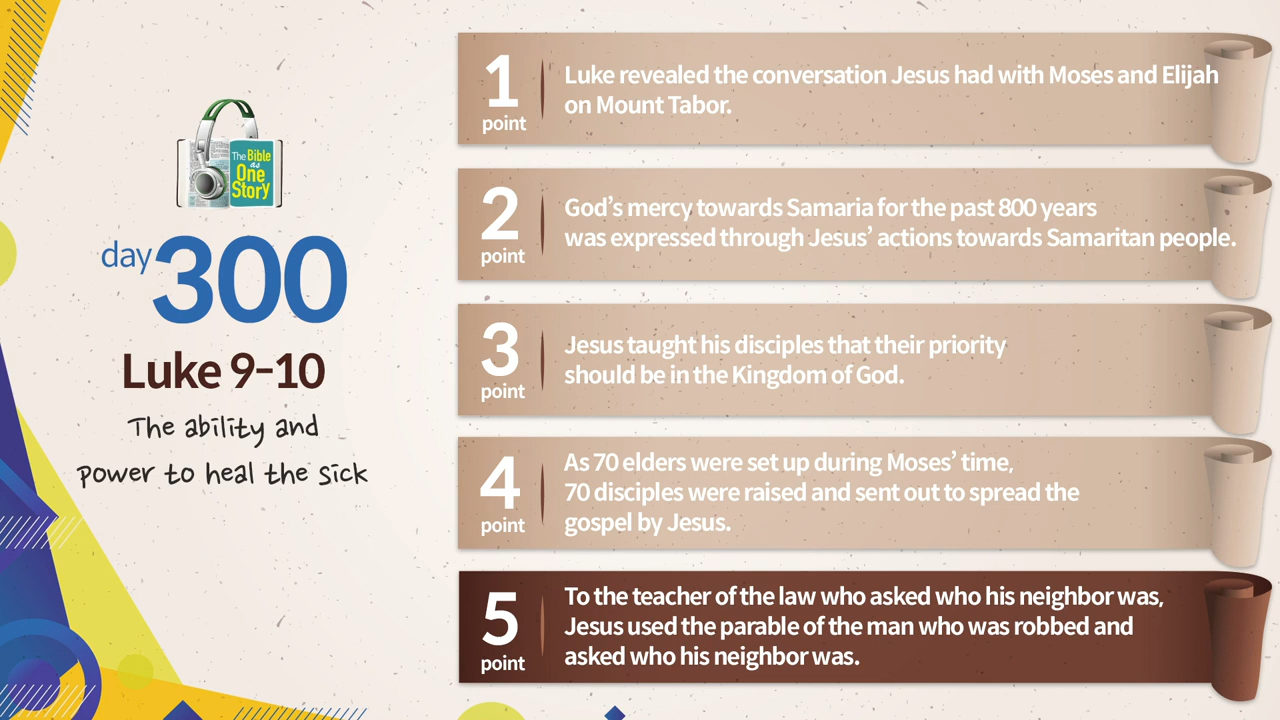 The Bible
as
One
Story
day 300
Luke 9-10
The ability and
power to heal the sick
1
point
Luke revealed the conversation Jesus had with Moses and Elijah
on Mount Tabor.
2
point
God's mercy towards Samaria for the past 800 years
was expressed through Jesus' actions towards Samaritan people.
3
point
Jesus taught his disciples that their priority
should be in the Kingdom of God.
4
point
As 70 elders were set up during Moses' time,
70 disciples were raised and sent out to spread the
gospel by Jesus.
5
point
To the teacher of the law who asked who his neighbor was,
Jesus used the parable of the man who was robbed and
asked who his neighbor was.